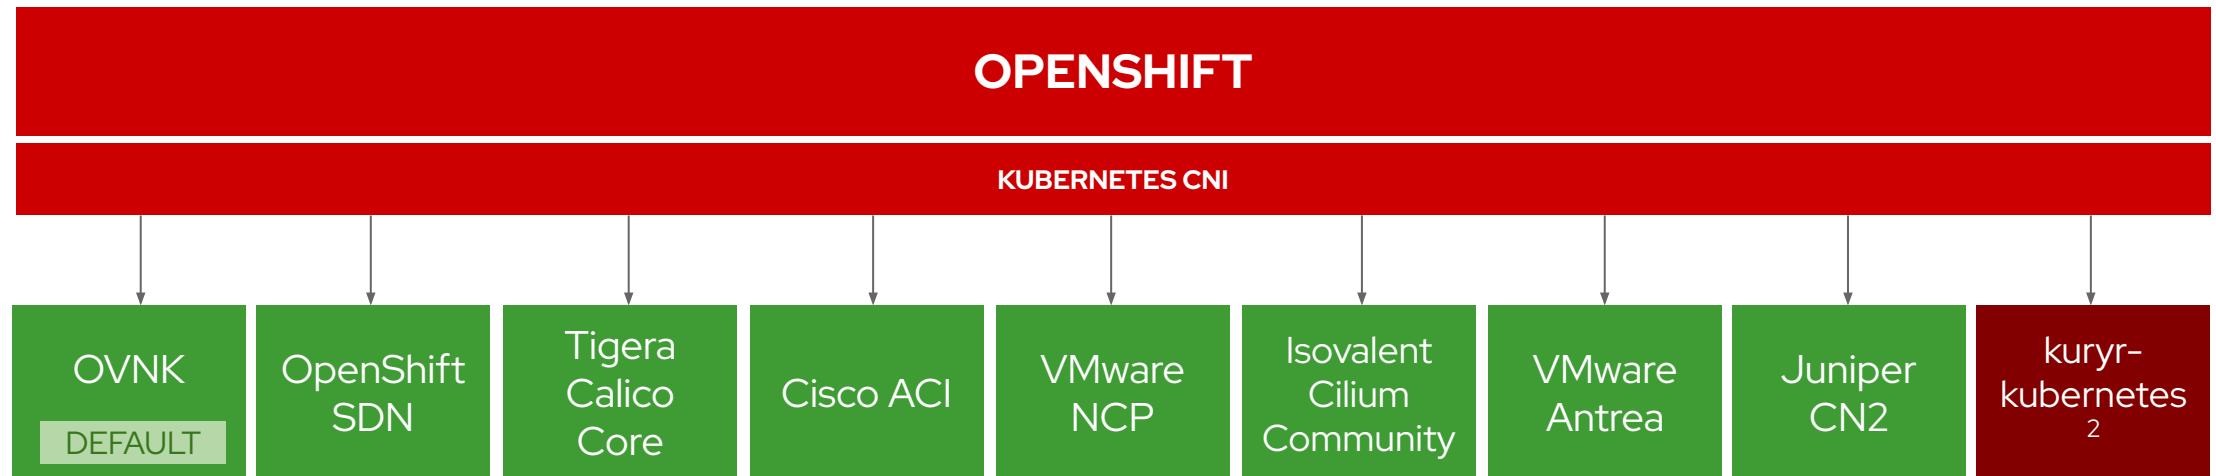 OPENSHIFT
KUBERNETES CNI
OVNK
DEFAULT
OpenShift
SDN
Tigera
Calico
Core
Cisco ACI
VMware
NCP
Isovalent
Cilium
Community
VMware
Antrea
Juniper
CN2
kuryr-
kubernetes
2